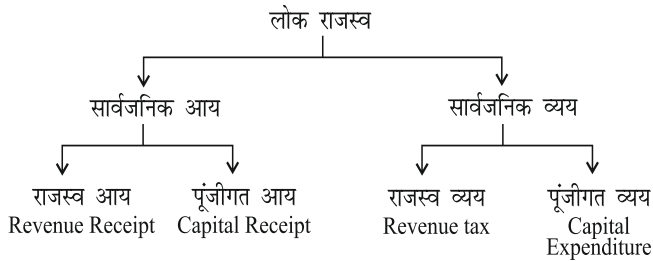 लोक राजस्व
सार्वजनिक आय
सार्वजनिक व्यय
राजस्व आय
Revenue Receipt
पूंजीगत आय
Capital Receipt
राजस्व व्यय
Revenue tax
पूंजीगत व्यय
Capital
Expenditure